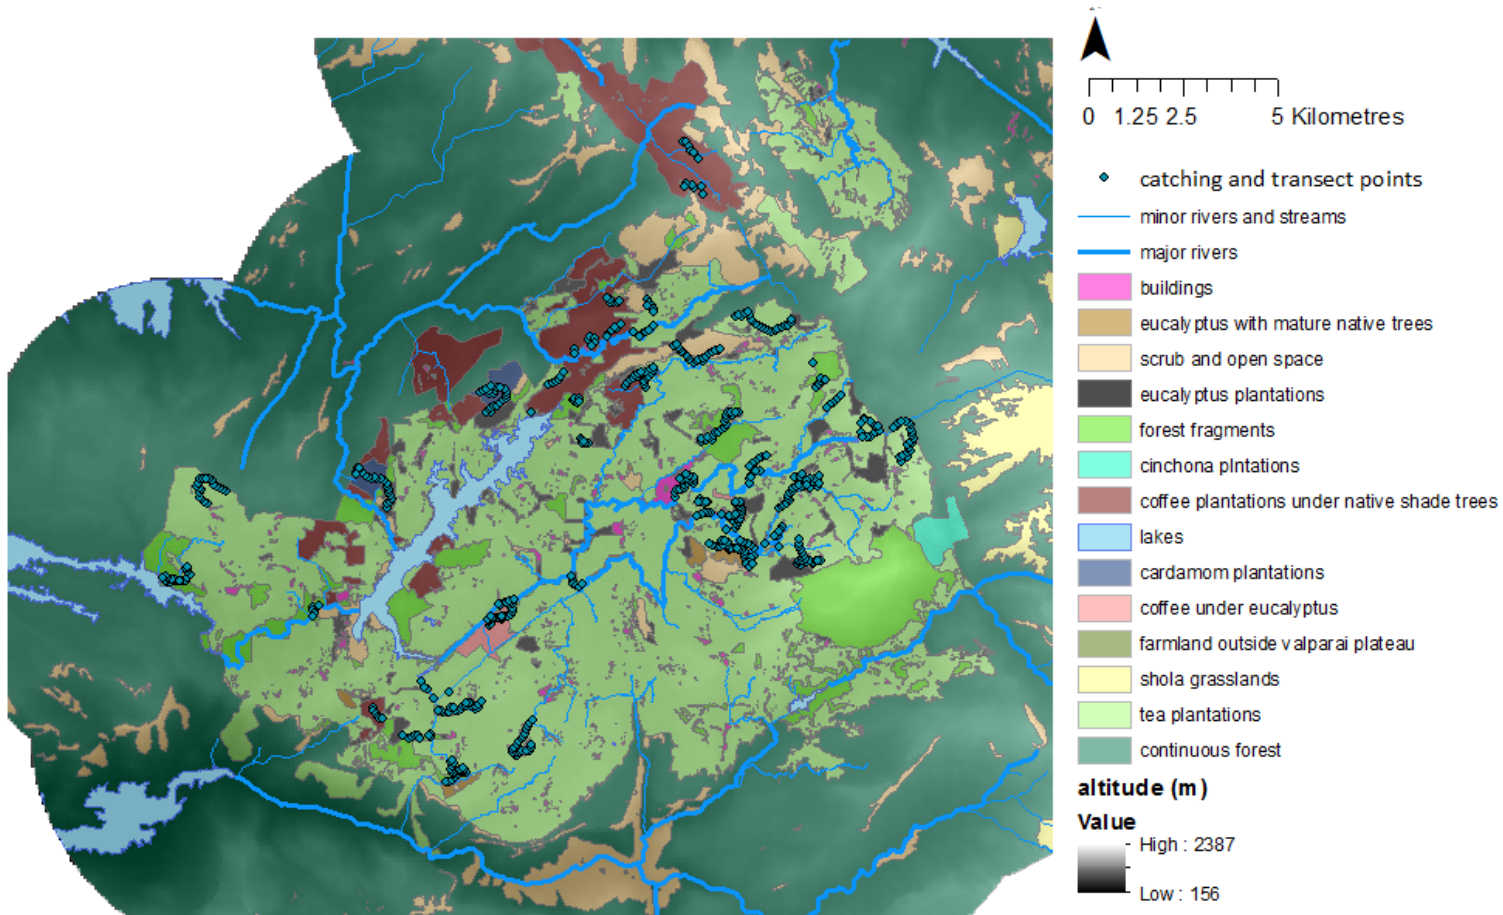 0 1.25 2.5 5 Kilometres
catching and transect points
minor rivers and streams
major rivers
buildings
eucalyptus with mature native trees
scrub and open space
eucalyptus plantations
forest fragments
cinchona plntations
coffee plantations under native shade trees
lakes
cardamom plantations
coffee under eucalyptus
farmland outside valparai plateau
shola grasslands
tea plantations
continuous forest
altitude (m)
Value
High : 2387
Low : 156